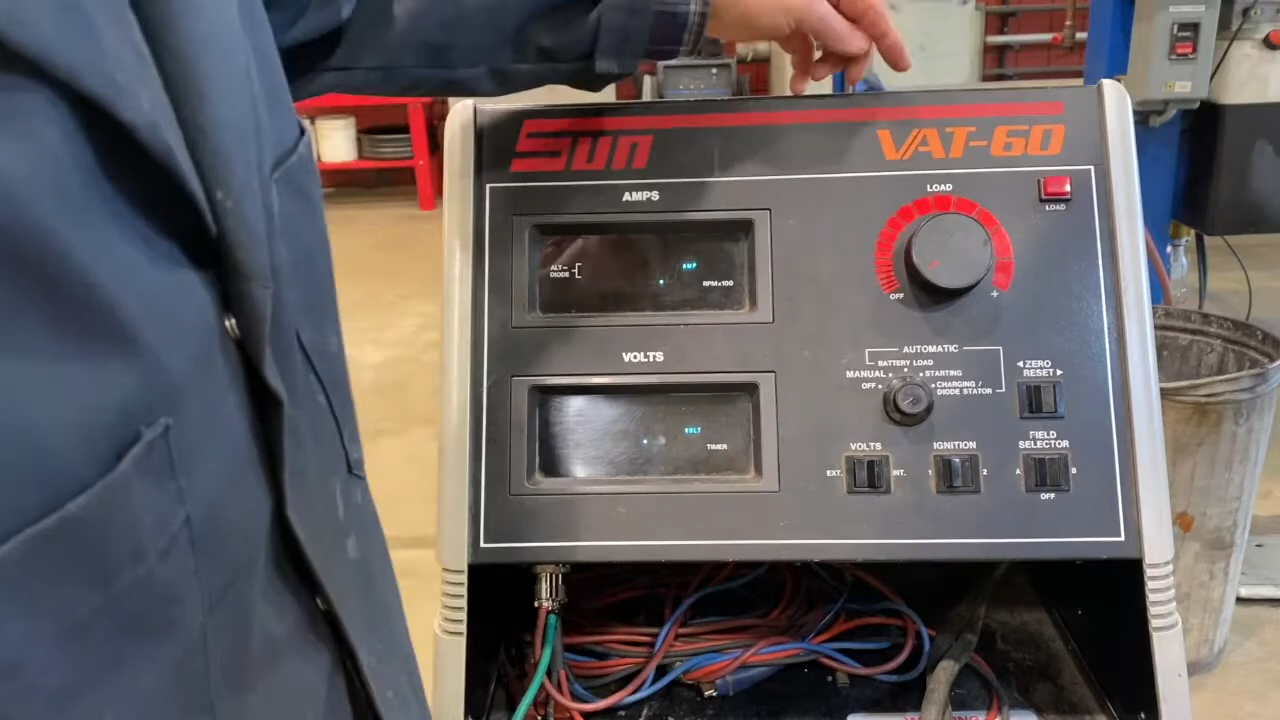 Sun
VAT-60
AMPS
ALT-
DIODE
AMP
RPMx100
VOLTS
VOLT
TIMER
LOAD
OFF
+
LOAD
AUTOMATIC
BATTERY LOAD
MANUAL
STARTING
OFF
CHARGING /
DIODE STATOR
◄ZERO
RESET►
VOLTS
EXT.
INT.
IGNITION
1
2
FIELD
SELECTOR
A
B
OFF